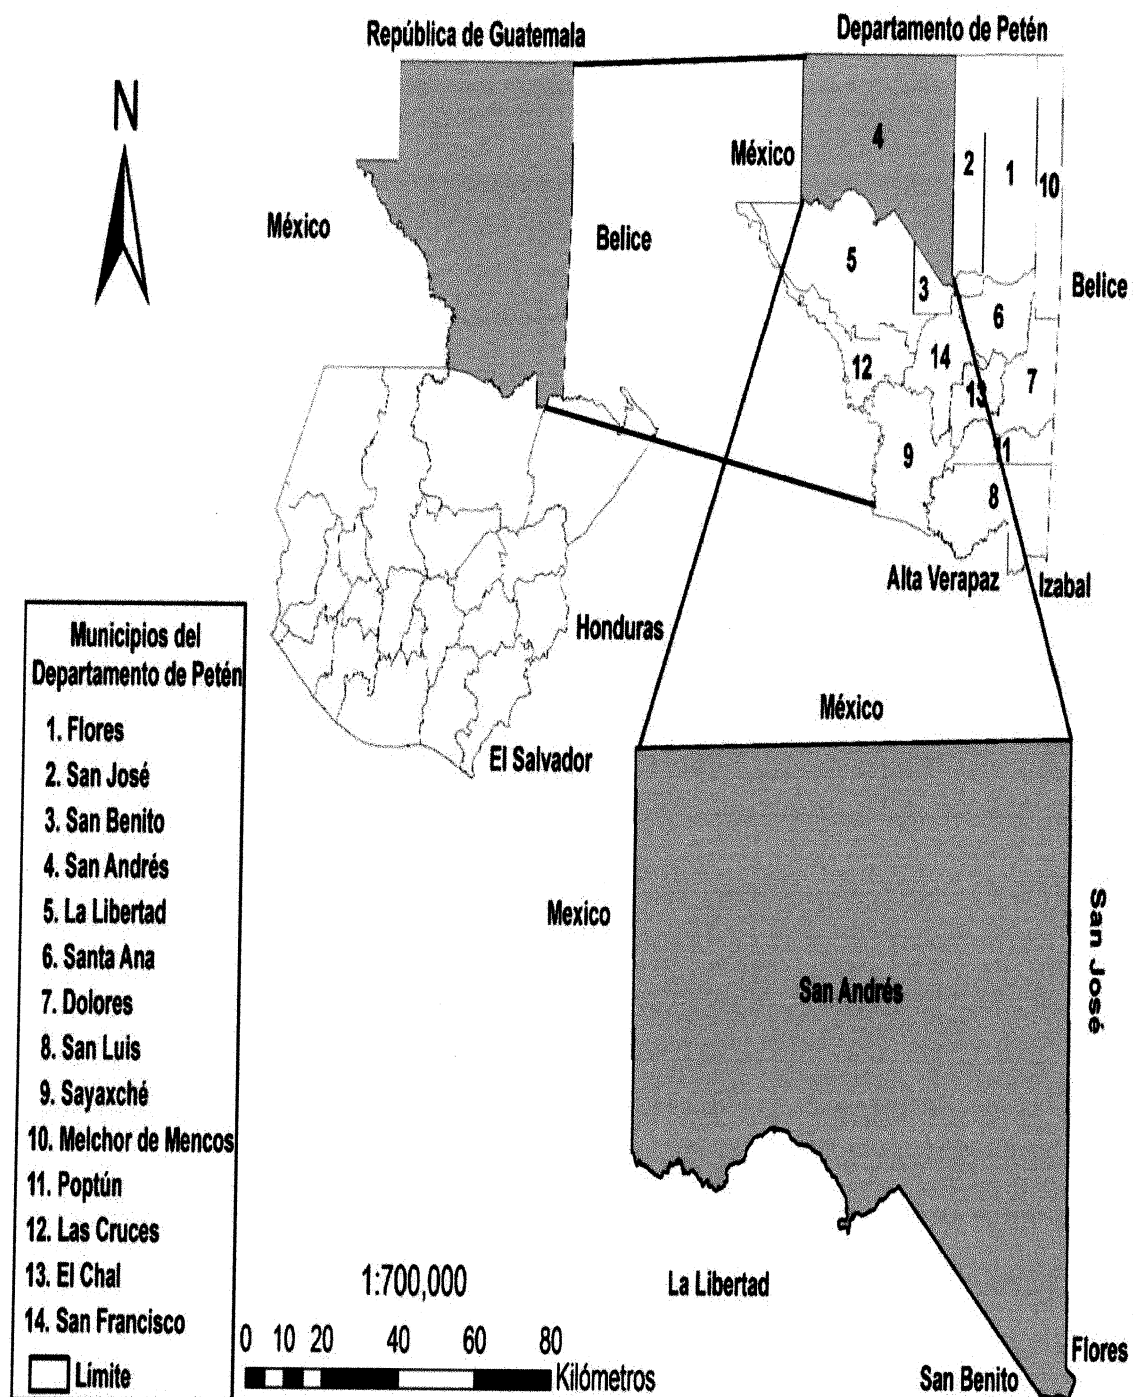 República de Guatemala
Departamento de Petén
N
México
Belice
México
4
2
1
10
5
3
Belice
6
12
14
13
7
9
11
8
Alta Verapaz
Izabal
Honduras
El Salvador
Municipios del
Departamento de Petén
1. Flores
2. San José
3. San Benito
4. San Andrés
5. La Libertad
6. Santa Ana
7. Dolores
8. San Luis
9. Sayaxché
10. Melchor de Mencos
11. Poptún
12. Las Cruces
13. El Chal
14. San Francisco
Límite
México
Mexico
San José
San Andrés
La Libertad
Flores
San Benito
1:700,000
0 10 20 40 60 80
Kilómetros